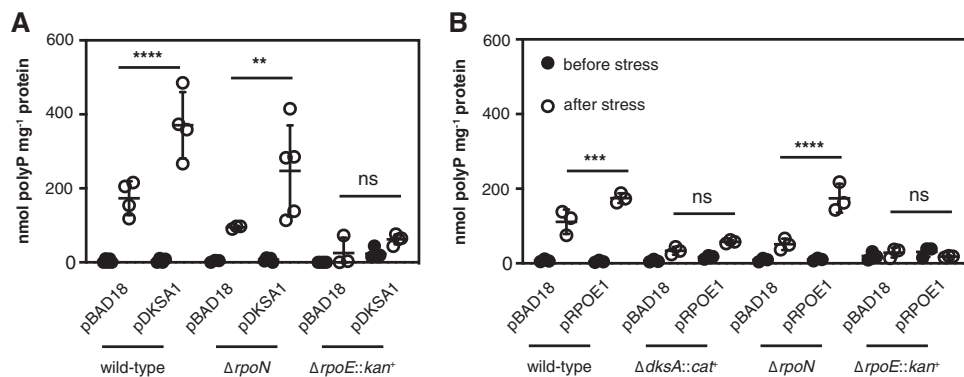 A
nmol polyP mg⁻¹ protein
600
400
200
0
****
**
ns
pBAD18
pDKSA1
pBAD18
pDKSA1
pBAD18
pDKSA1
wild-type
ΔrpoN
ΔrpoE::kan⁺
B
nmol polyP mg⁻¹ protein
600
400
200
0
before stress
after stress
***
ns
****
ns
pBAD18
pRPOE1
pBAD18
pRPOE1
pBAD18
pRPOE1
pBAD18
pRPOE1
wild-type
ΔdksA::cat⁺
ΔrpoN
ΔrpoE::kan⁺